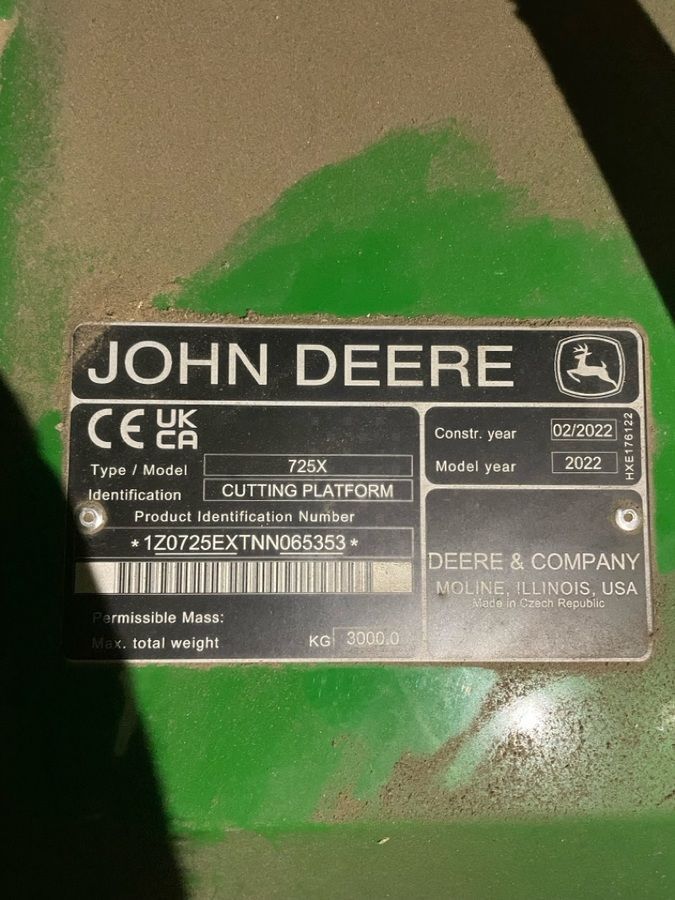 JOHN DEERE
CE UK CA
Type / Model 725X
Identification CUTTING PLATFORM
Product Identification Number
*1Z0725EXTNN065353*
Permissible Mass:
Max. total weight KG 3000.0
Constr. year 02/2022
Model year 2022
HXE176122
DEERE & COMPANY
MOLINE, ILLINOIS, USA
Made in Czech Republic